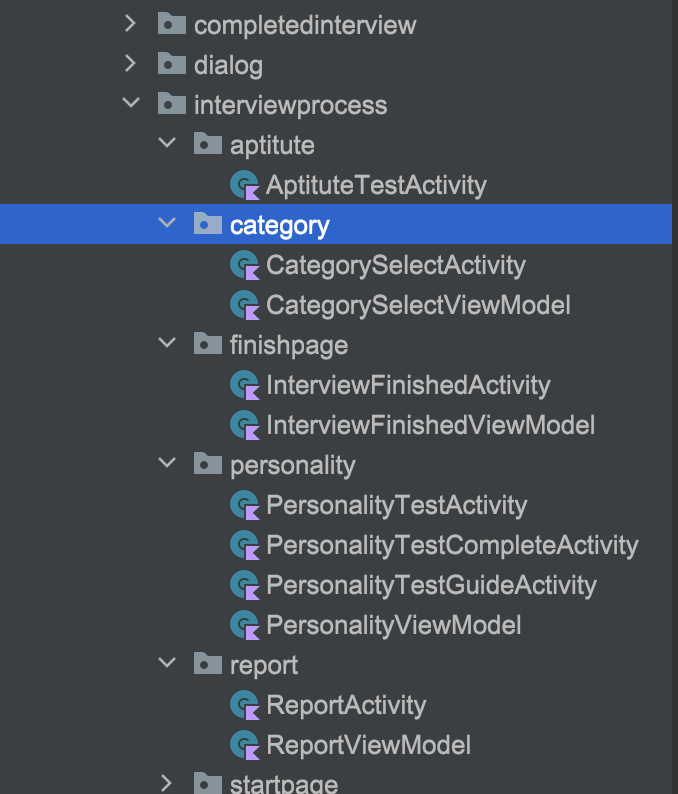 completedinterview
dialog
interviewprocess
aptitute
AptituteTestActivity
category
CategorySelectActivity
CategorySelectViewModel
finishpage
InterviewFinishedActivity
InterviewFinishedViewModel
personality
PersonalityTestActivity
PersonalityTestCompleteActivity
PersonalityTestGuideActivity
PersonalityViewModel
report
ReportActivity
ReportViewModel
startpage